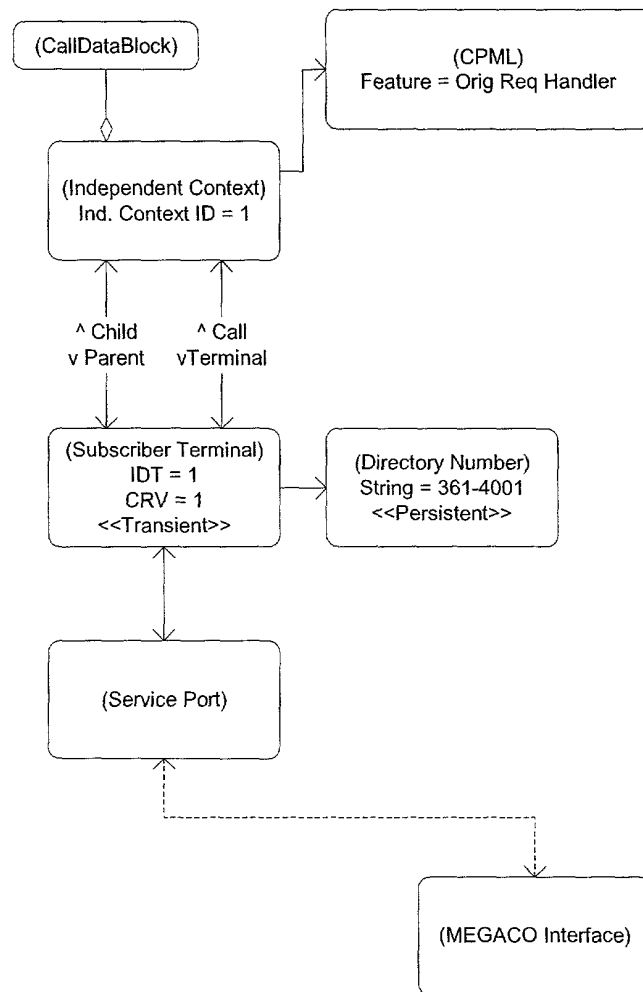 (CallDataBlock)
(CPML)
Feature = Orig Req Handler
(Independent Context)
Ind. Context ID = 1
^ Child
v Parent
^ Call
vTerminal
(Subscriber Terminal)
IDT = 1
CRV = 1
<<Transient>>
(Directory Number)
String = 361-4001
<<Persistent>>
(Service Port)
(MEGACO Interface)